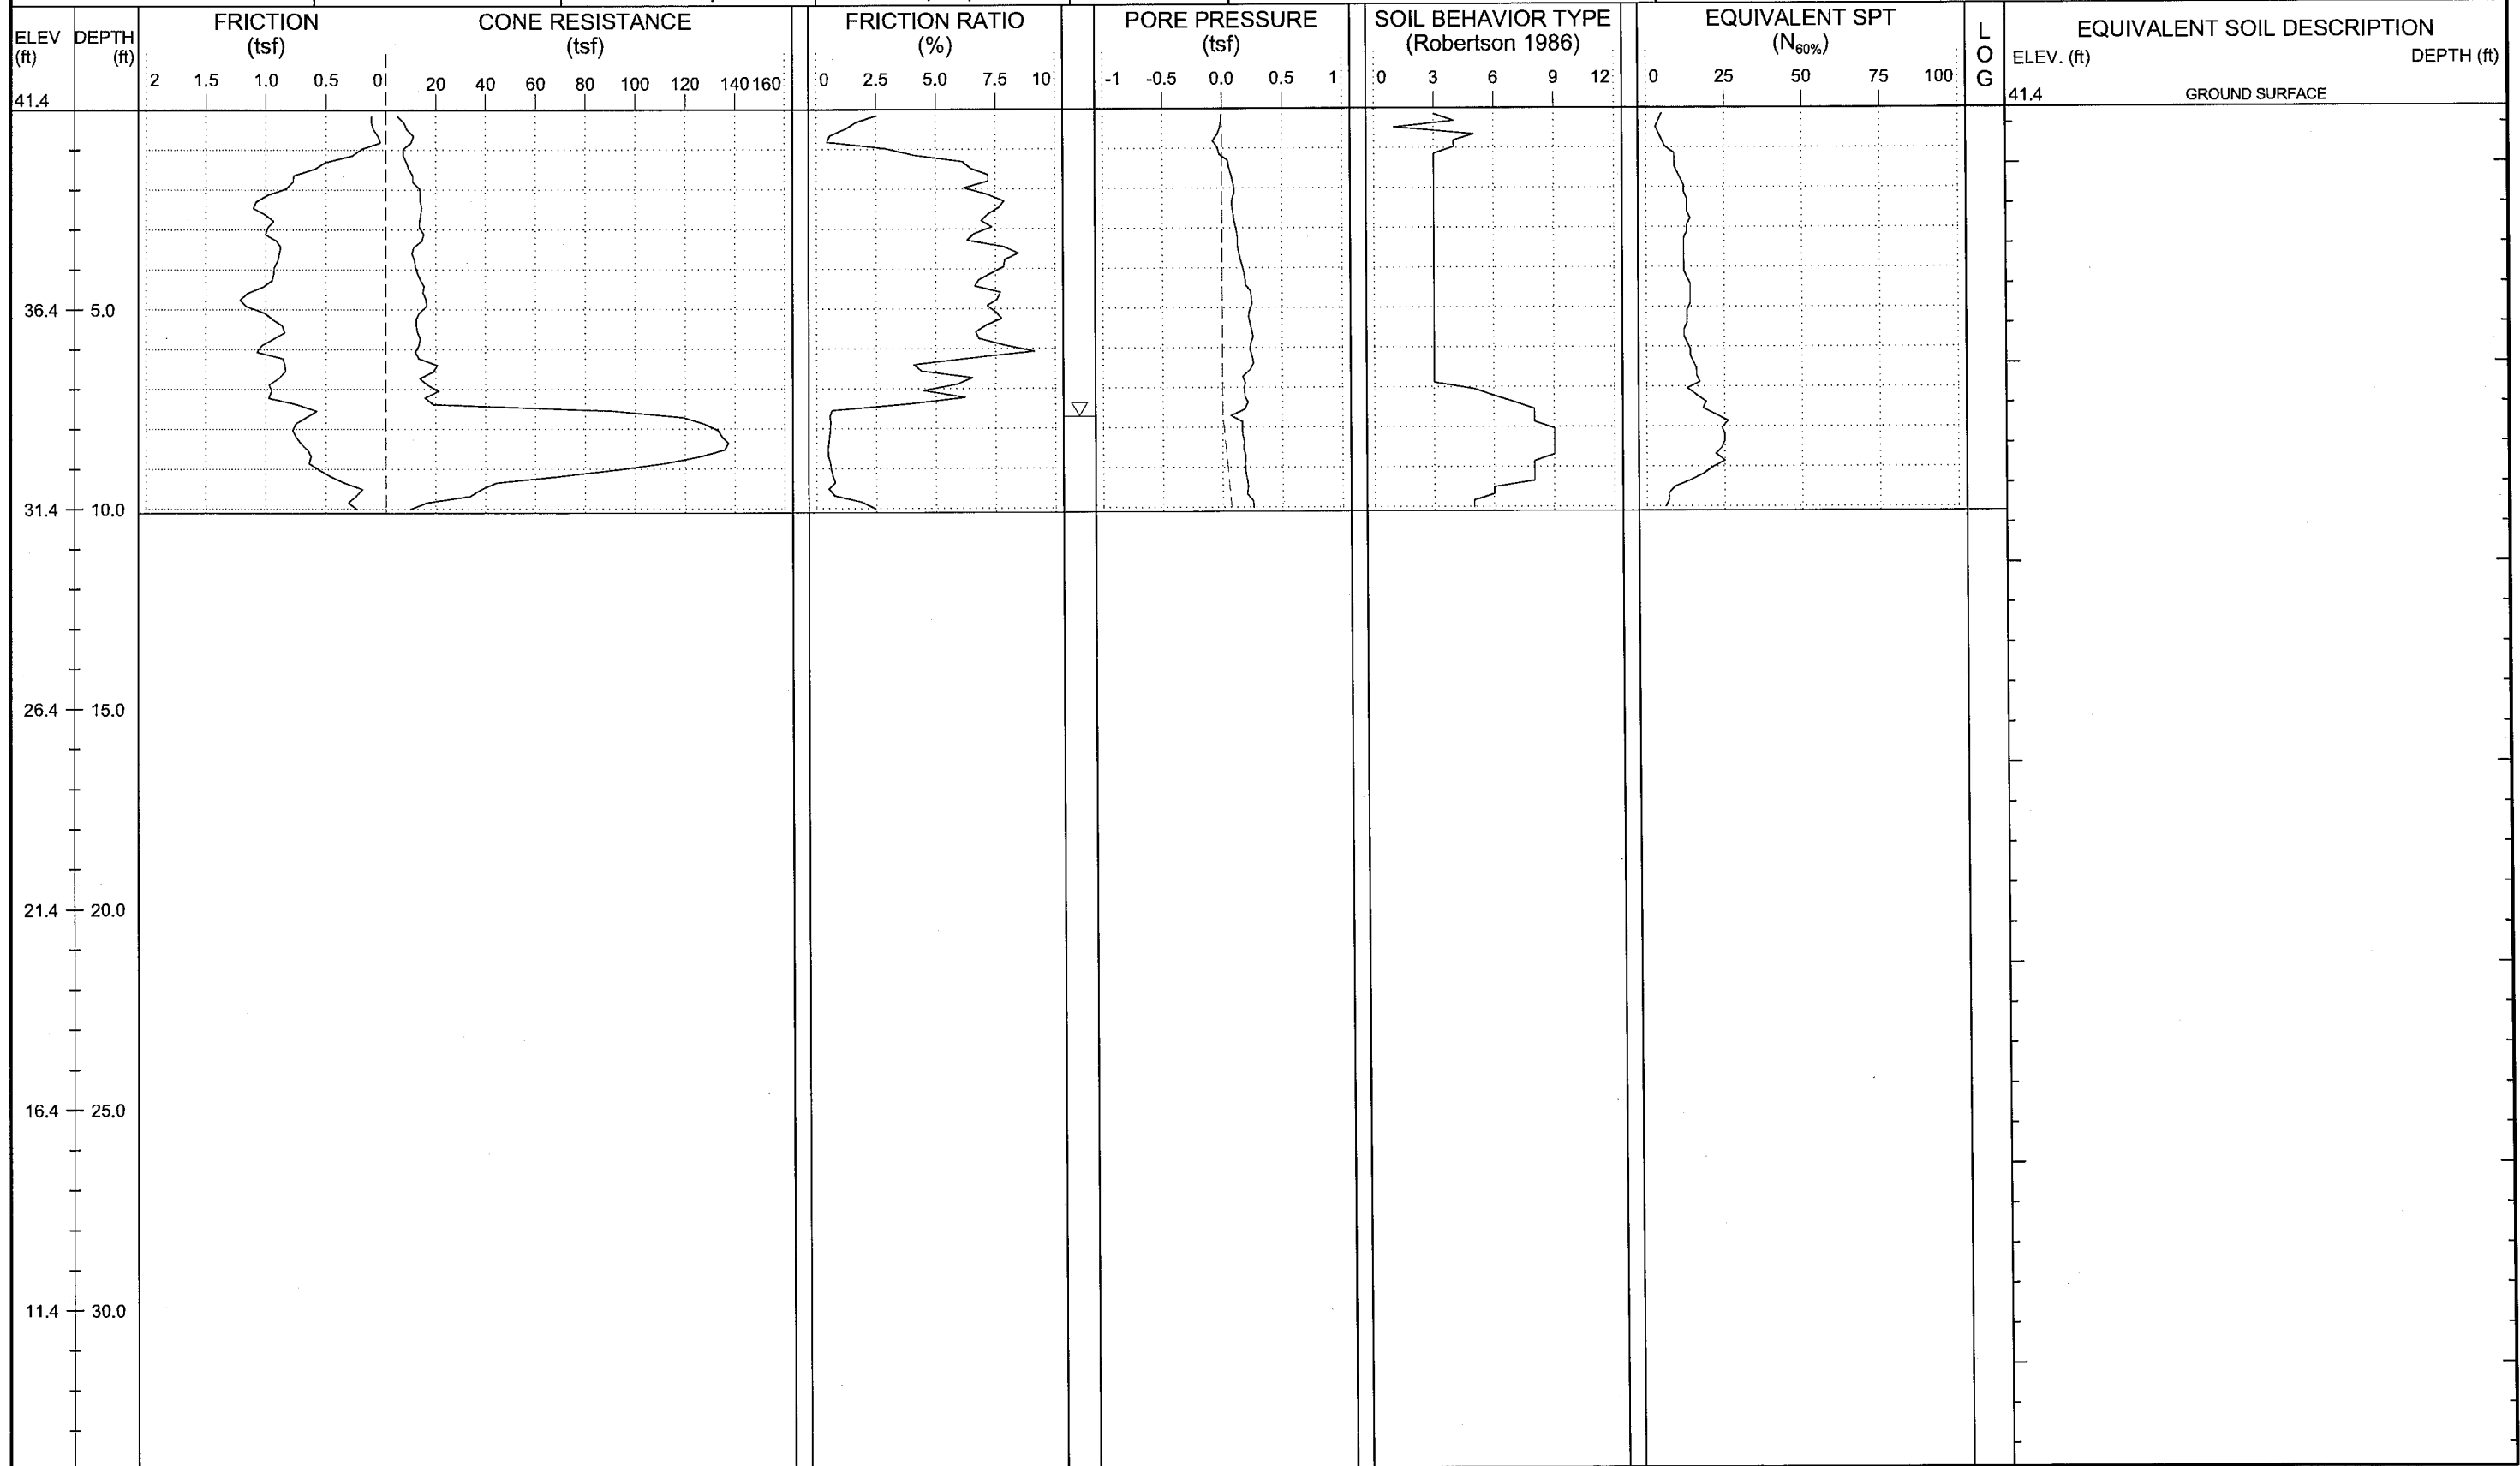 ELEV (ft)
DEPTH (ft)
FRICTION (tsf)
CONE RESISTANCE (tsf)
FRICTION RATIO (%)
PORE PRESSURE (tsf)
SOIL BEHAVIOR TYPE (Robertson 1986)
EQUIVALENT SPT (N60%)
LOG
EQUIVALENT SOIL DESCRIPTION
ELEV. (ft) DEPTH (ft)
2 1.5 1.0 0.5 0 20 40 60 80 100 120 140 160
0 2.5 5.0 7.5 10
-1 -0.5 0.0 0.5 1
0 3 6 9 12
0 25 50 75 100
41.4
41.4 GROUND SURFACE
36.4 5.0
31.4 10.0
26.4 15.0
21.4 20.0
16.4 25.0
11.4 30.0